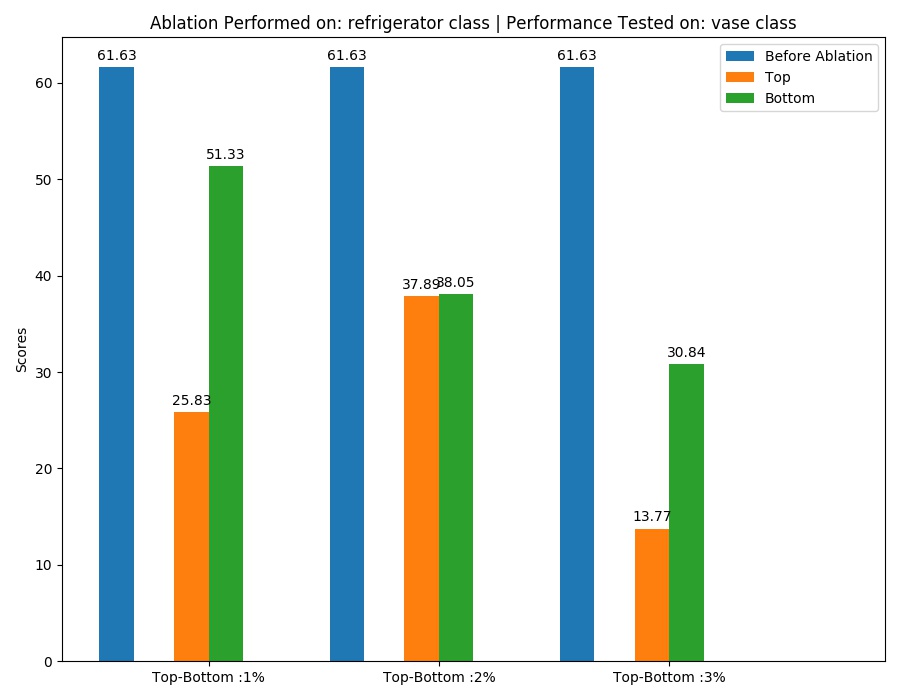 Ablation Performed on: refrigerator class | Performance Tested on: vase class
Before Ablation
Top
Bottom
61.63
61.63
61.63
51.33
37.89
38.05
30.84
25.83
13.77
Scores
60
50
40
30
20
10
0
Top-Bottom :1%
Top-Bottom :2%
Top-Bottom :3%